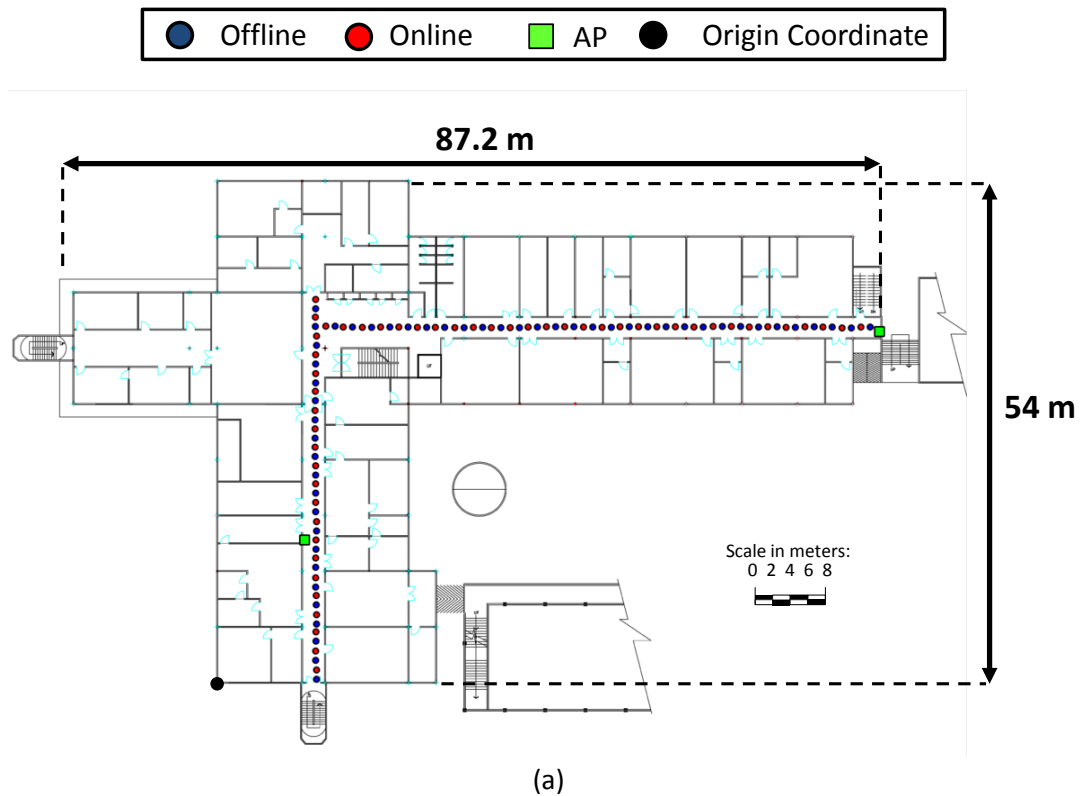 Offline Online AP Origin Coordinate
87.2 m
54 m
Scale in meters:
0 2 4 6 8
(a)